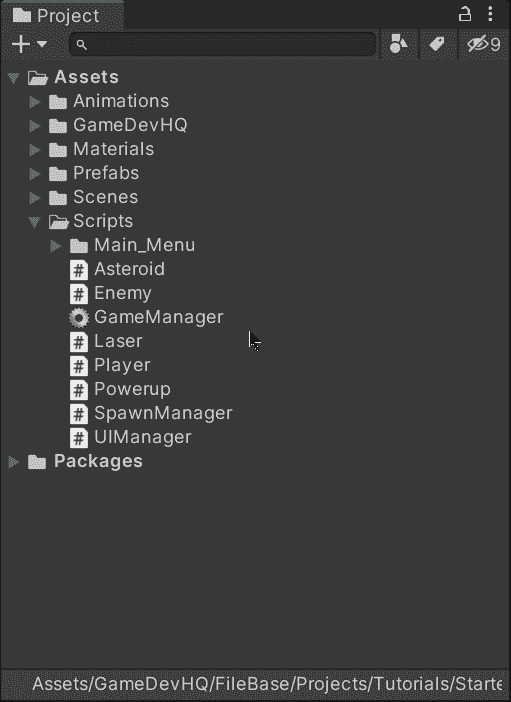 Project
9
Assets
Animations
GameDevHQ
Materials
Prefabs
Scenes
Scripts
Main_Menu
# Asteroid
# Enemy
GameManager
# Laser
# Player
# Powerup
# SpawnManager
# UIManager
Packages
Assets/GameDevHQ/FileBase/Projects/Tutorials/Starte